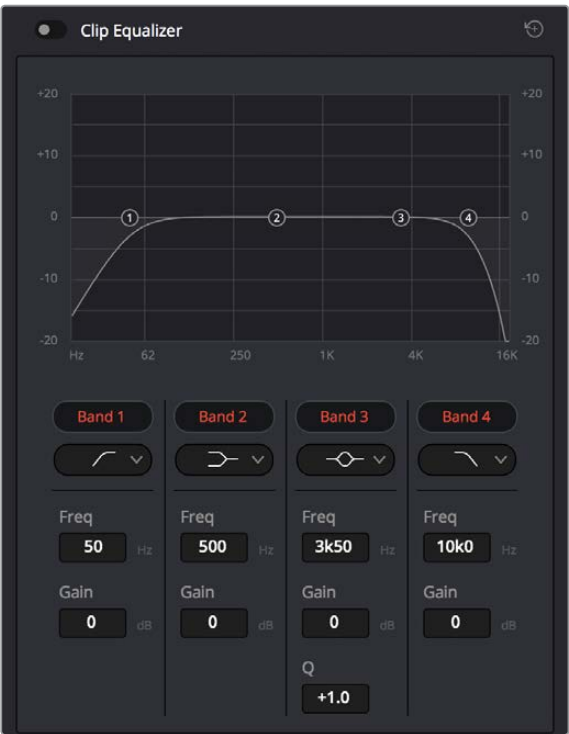 Clip Equalizer
+20 +20
+10 +10
0 1 2 3 4 0
-10 -10
-20 -20
Hz 62 250 1K 4K 16K
Band 1 Band 2 Band 3 Band 4
Freq Freq Freq Freq
50 Hz 500 Hz 3k50 Hz 10k0 Hz
Gain Gain Gain Gain
0 dB 0 dB 0 dB 0 dB
Q
+1.0